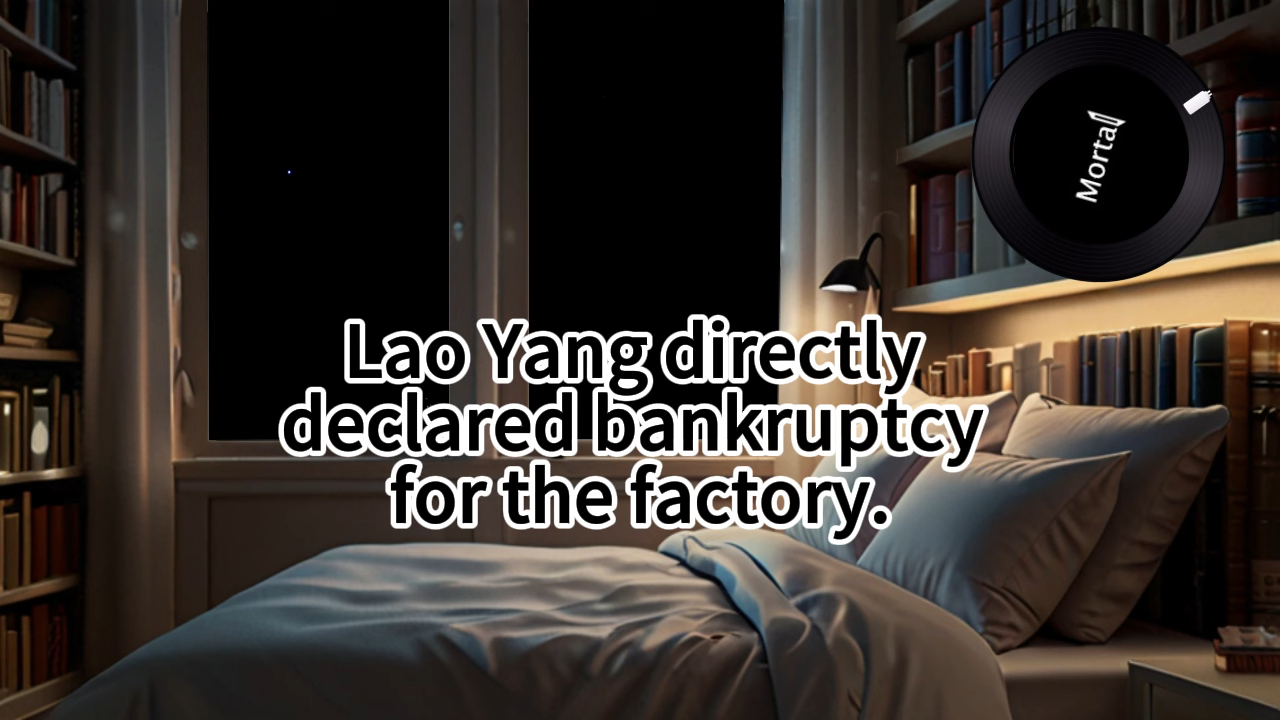 Mortal
Lao Yang directly
declared bankruptcy
for the factory.